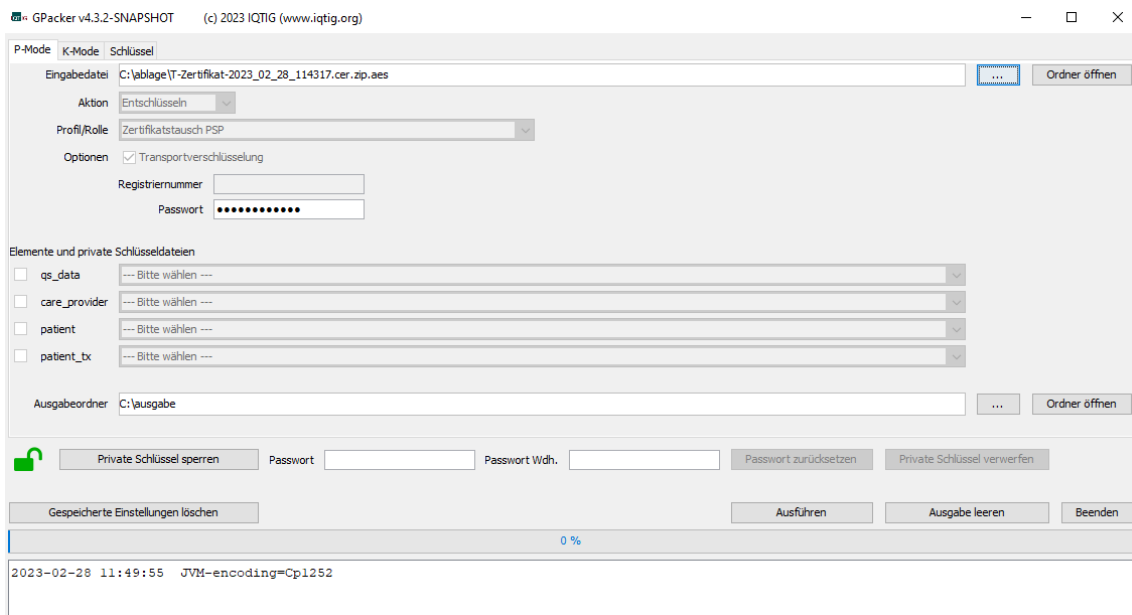 GPacker v4.3.2-SNAPSHOT (c) 2023 IQTIG (www.iqtig.org)
P-Mode K-Mode Schlüssel
Eingabedatei C:\ablage\T-Zertifikat-2023_02_28_114317.cer.zip.aes ... Ordner öffnen
Aktion Entschlüsseln
Profil/Rolle Zertifikatstausch PSP
Optionen Transportverschlüsselung
Registriernummer
Passwort ●●●●●●●●●●●●
Elemente und private Schlüsseldateien
qs_data --- Bitte wählen ---
care_provider --- Bitte wählen ---
patient --- Bitte wählen ---
patient_tx --- Bitte wählen ---
Ausgabeordner C:\ausgabe ... Ordner öffnen
Private Schlüssel sperren Passwort Passwort Wdh. Passwort zurücksetzen Private Schlüssel verwerfen
Gespeicherte Einstellungen löschen Ausführen Ausgabe leeren Beenden
0 %
2023-02-28 11:49:55 JVM-encoding=Cp1252